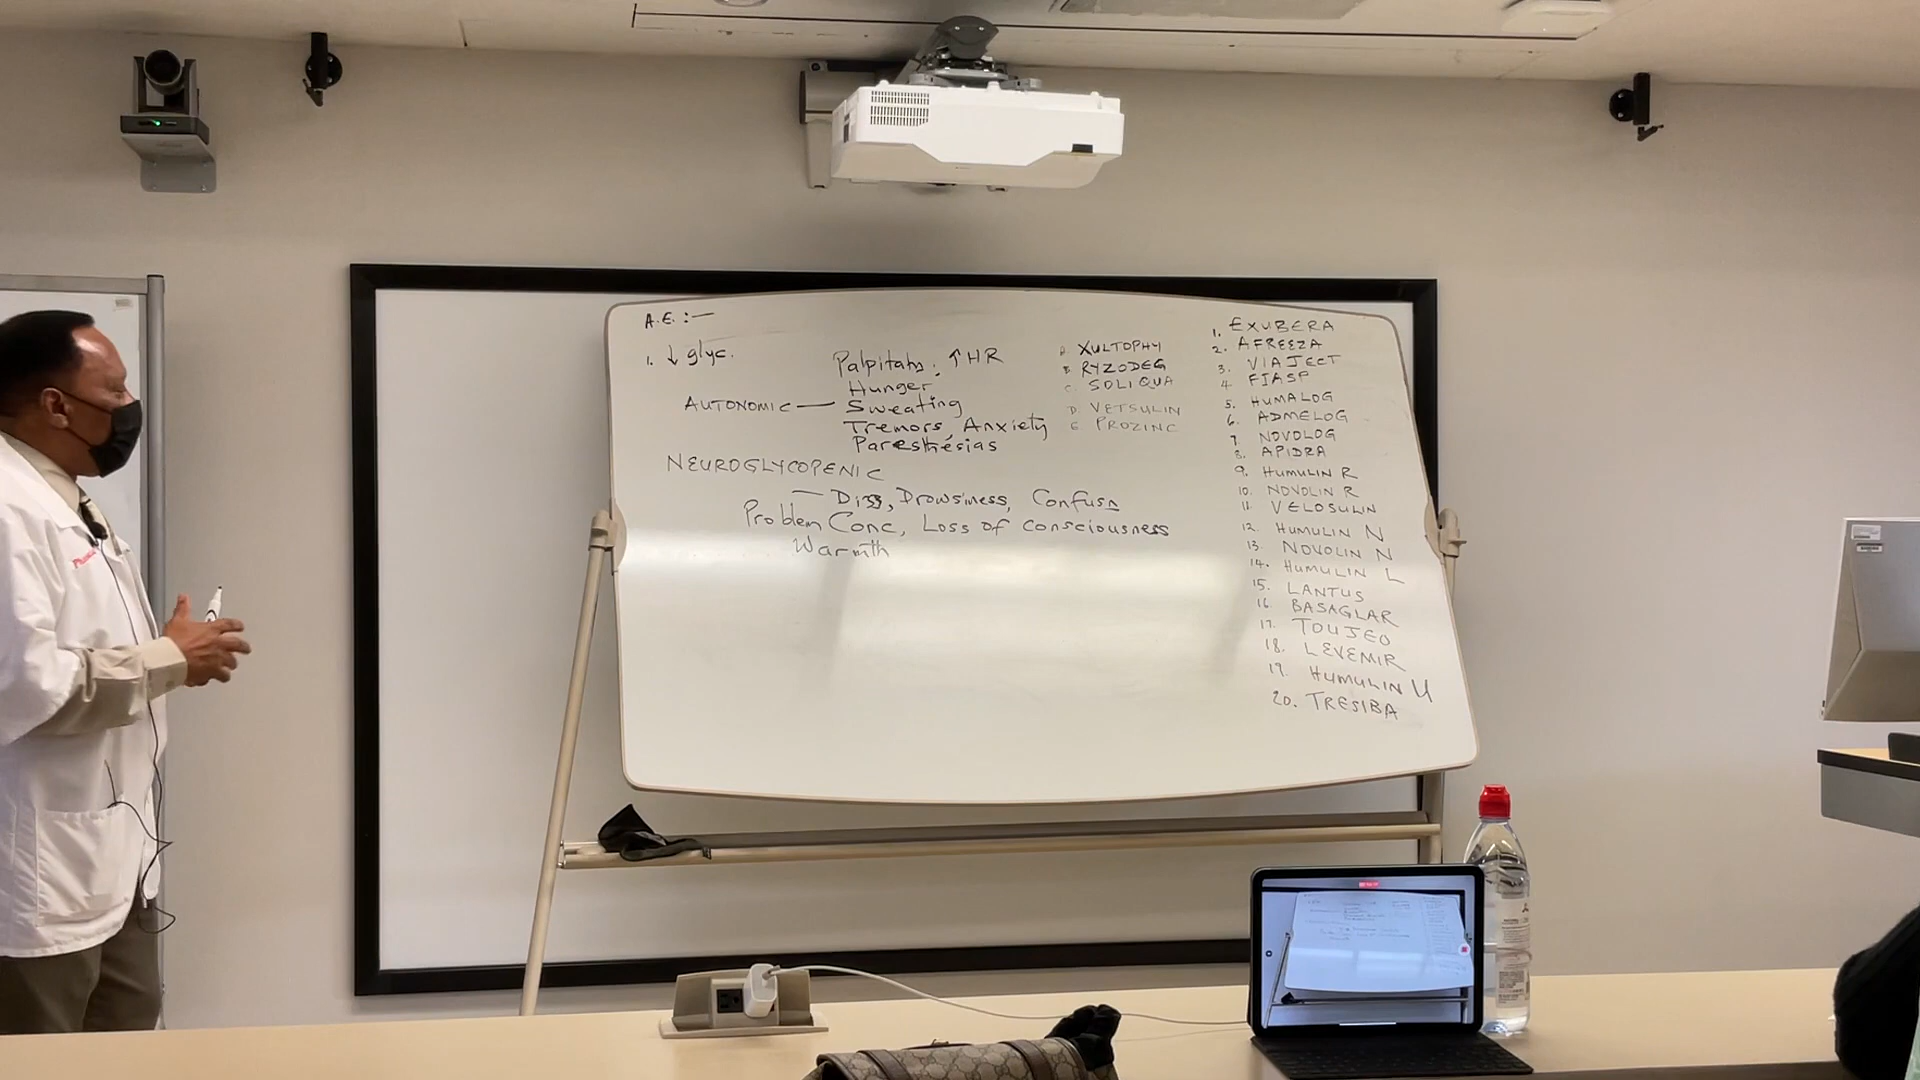 A.E. :—
1. ↓ glyc.
Palpitatns: ↑HR
Hunger
AUTONOMIC — Sweating
Tremors, Anxiety
Paresthésias
NEUROGLYCOPENIC
— Dizz, Drowsiness, Confusn
Problem Conc, Loss of consciousness
Warmth
A. XULTOPHY
B. RYZODEG
C. SOLIQUA
D. VETSULIN
E. PROZINC
1. EXUBERA
2. AFREEZA
3. VIAJECT
4. FIASP
5. HUMALOG
6. ADMELOG
7. NOVOLOG
8. APIDRA
9. HUMULIN R
10. NOVOLIN R
11. VELOSULIN
12. HUMULIN N
13. NOVOLIN N
14. HUMULIN L
15. LANTUS
16. BASAGLAR
17. TOUJEO
18. LEVEMIR
19. HUMULIN U
20. TRESIBA